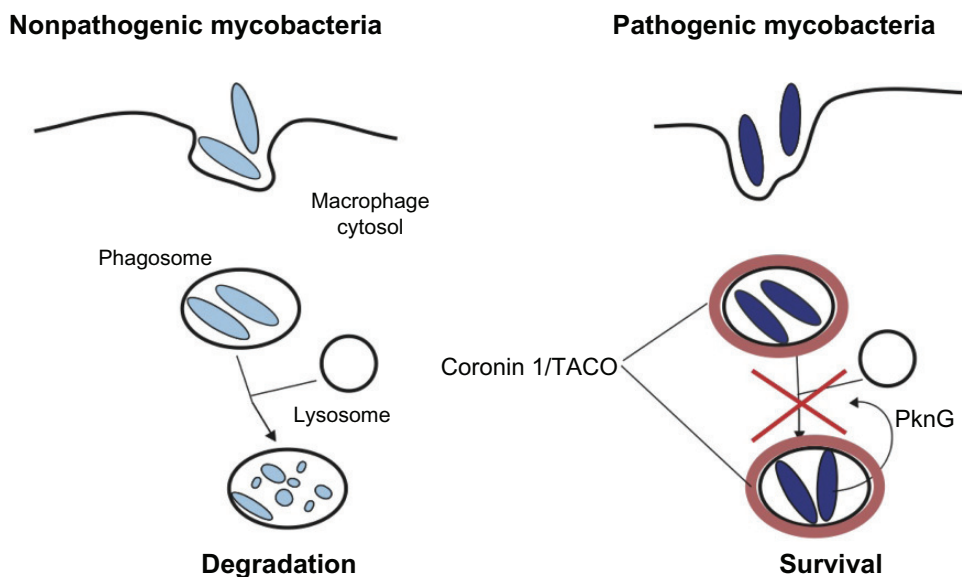 Nonpathogenic mycobacteria
Pathogenic mycobacteria
Macrophage
cytosol
Phagosome
Lysosome
Degradation
Coronin 1/TACO
PknG
Survival